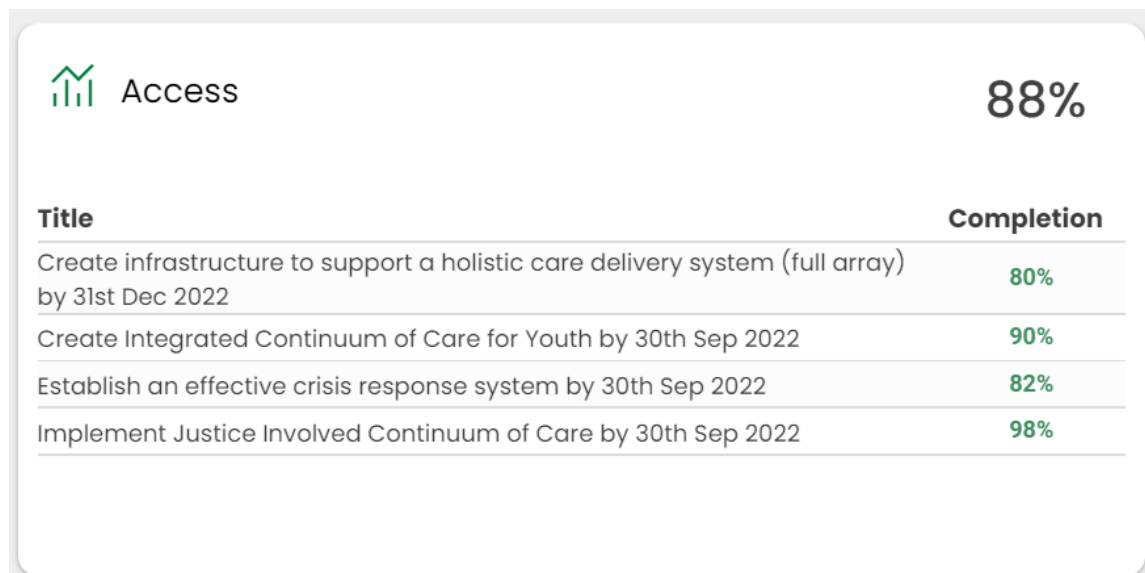 Access
88%
Title
Completion
Create infrastructure to support a holistic care delivery system (full array)
by 31st Dec 2022
80%
Create Integrated Continuum of Care for Youth by 30th Sep 2022
90%
Establish an effective crisis response system by 30th Sep 2022
82%
Implement Justice Involved Continuum of Care by 30th Sep 2022
98%